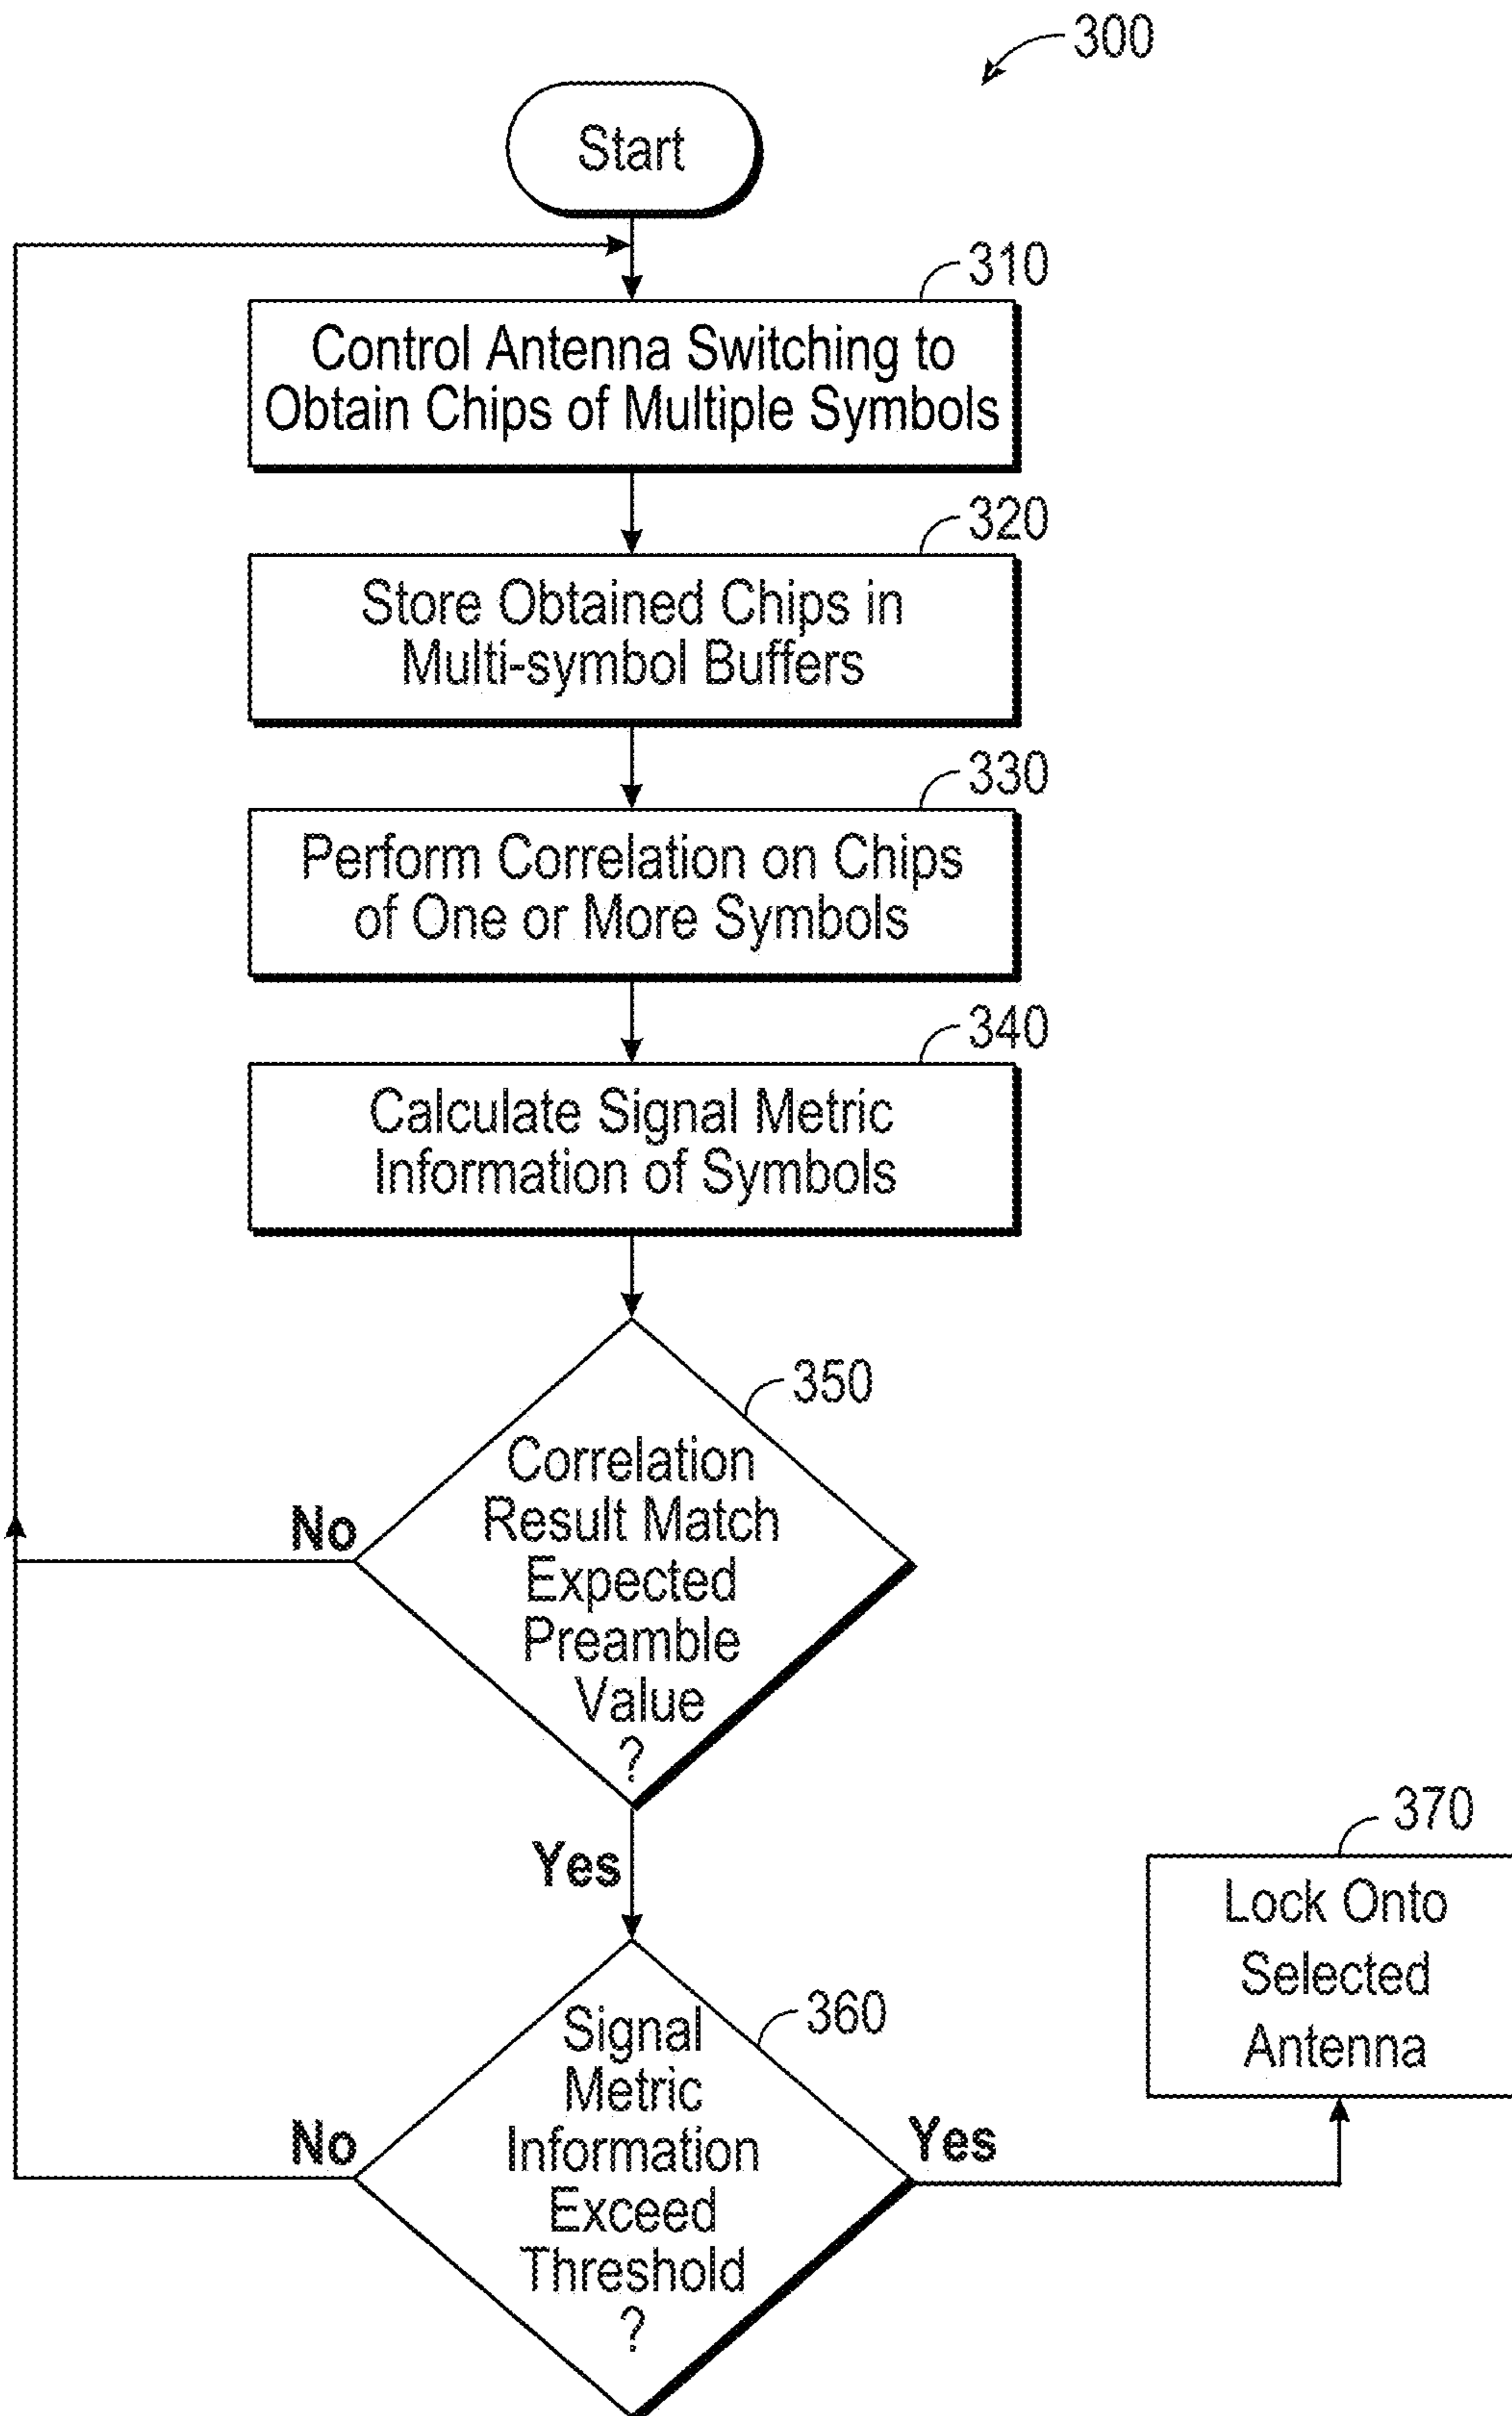 300
Start
310
Control Antenna Switching to
Obtain Chips of Multiple Symbols
320
Store Obtained Chips in
Multi-symbol Buffers
330
Perform Correlation on Chips
of One or More Symbols
340
Calculate Signal Metric
Information of Symbols
350
Correlation
Result Match
Expected
Preamble
Value
?
No
Yes
360
Signal
Metric
Information
Exceed
Threshold
?
No
Yes
370
Lock Onto
Selected
Antenna